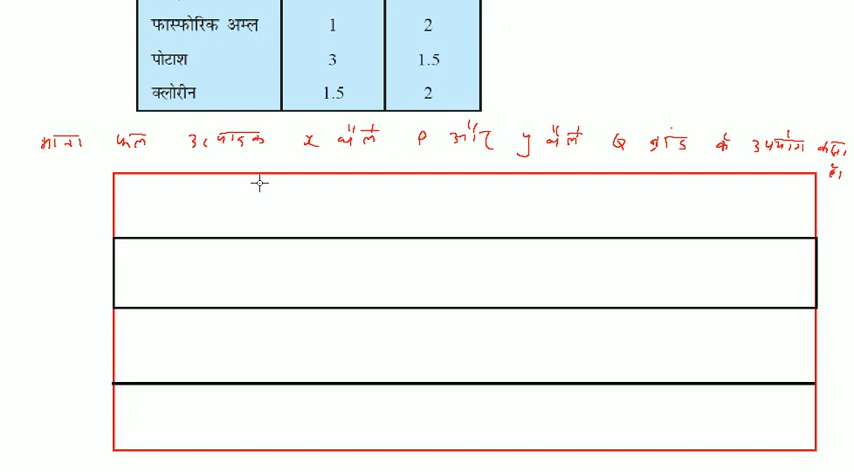 फास्फोरिक अम्ल 1 2
पोटाश 3 1.5
क्लोरीन 1.5 2
माना फल उत्पादक x थैले P और y थैले Q ब्रांड के उपयोग करता
है।